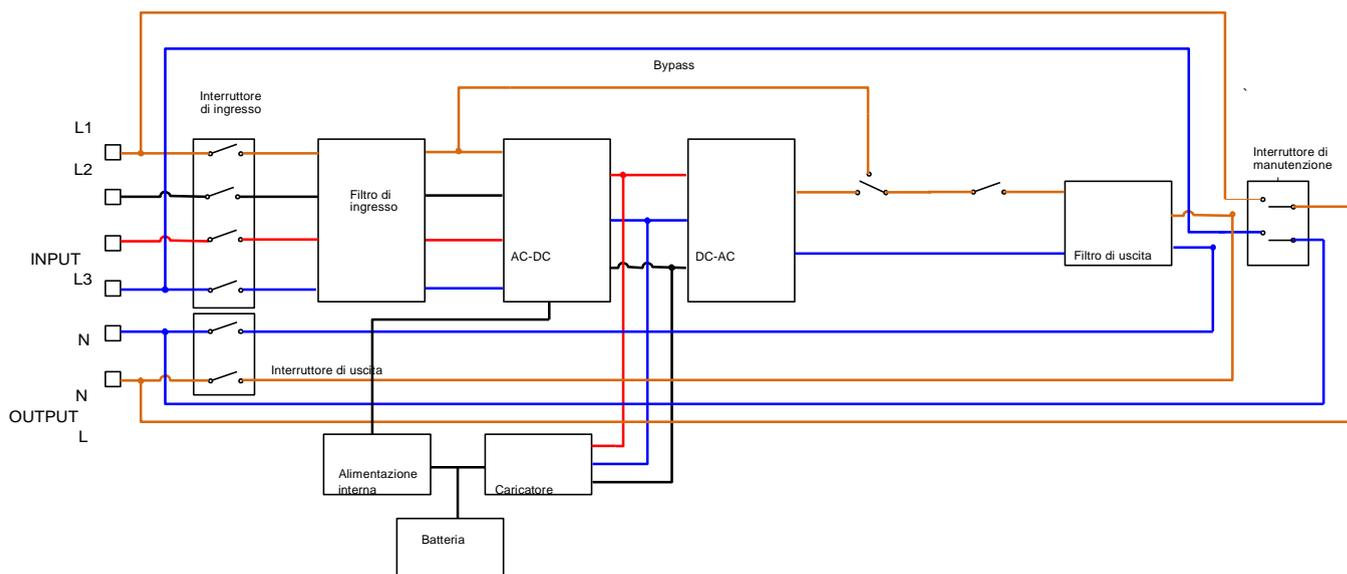 Bypass
Interruttore
di ingresso
`
L1
Interruttore di
manutenzione
L2
Filtro di
ingresso
INPUT
AC-DC
DC-AC
Filtro di uscita
L3
N
Interruttore di uscita
N
OUTPUT
L
Alimentazione
interna
Caricatore
Batteria